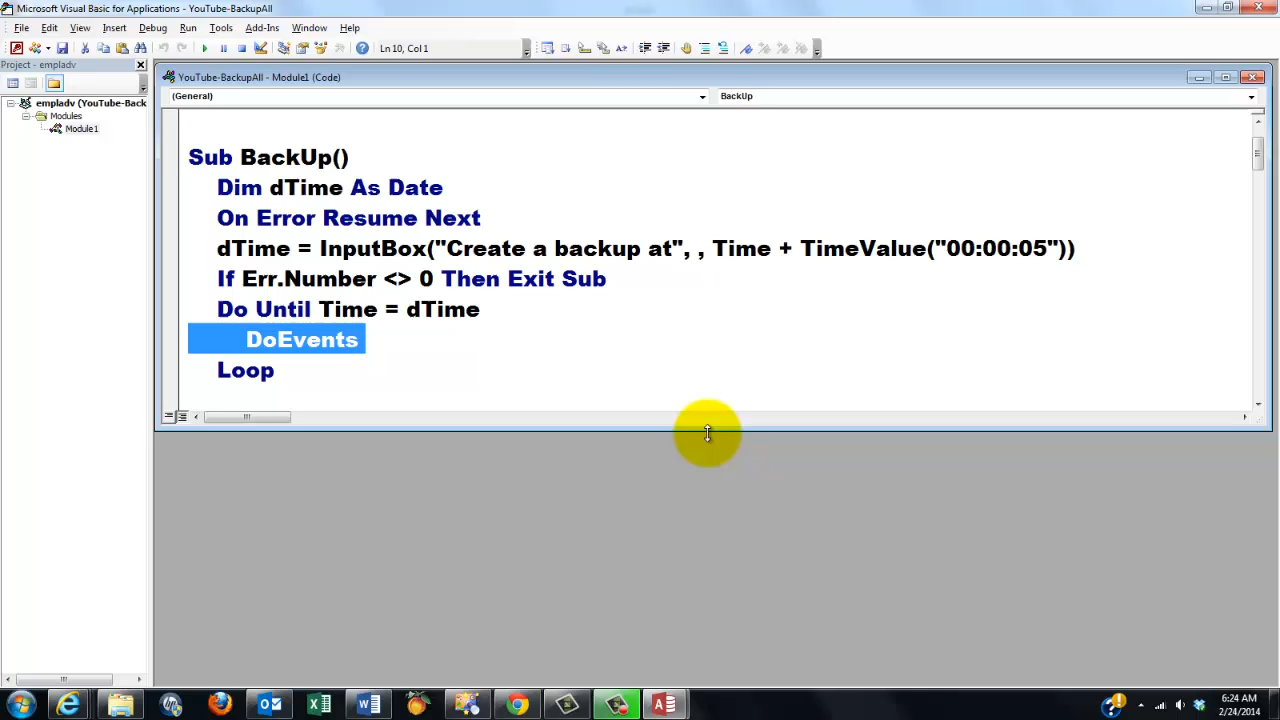 Microsoft Visual Basic for Applications - YouTube-BackupAll
File Edit View Insert Debug Run Tools Add-Ins Window Help
Ln 10, Col 1
Project - empladv
YouTube-BackupAll - Module1 (Code)
(General) BackUp
empladv (YouTube-Back
Modules
Module1
Sub BackUp()
Dim dTime As Date
On Error Resume Next
dTime = InputBox("Create a backup at", , Time + TimeValue("00:00:05"))
If Err.Number <> 0 Then Exit Sub
Do Until Time = dTime
DoEvents
Loop
6:24 AM
2/24/2014